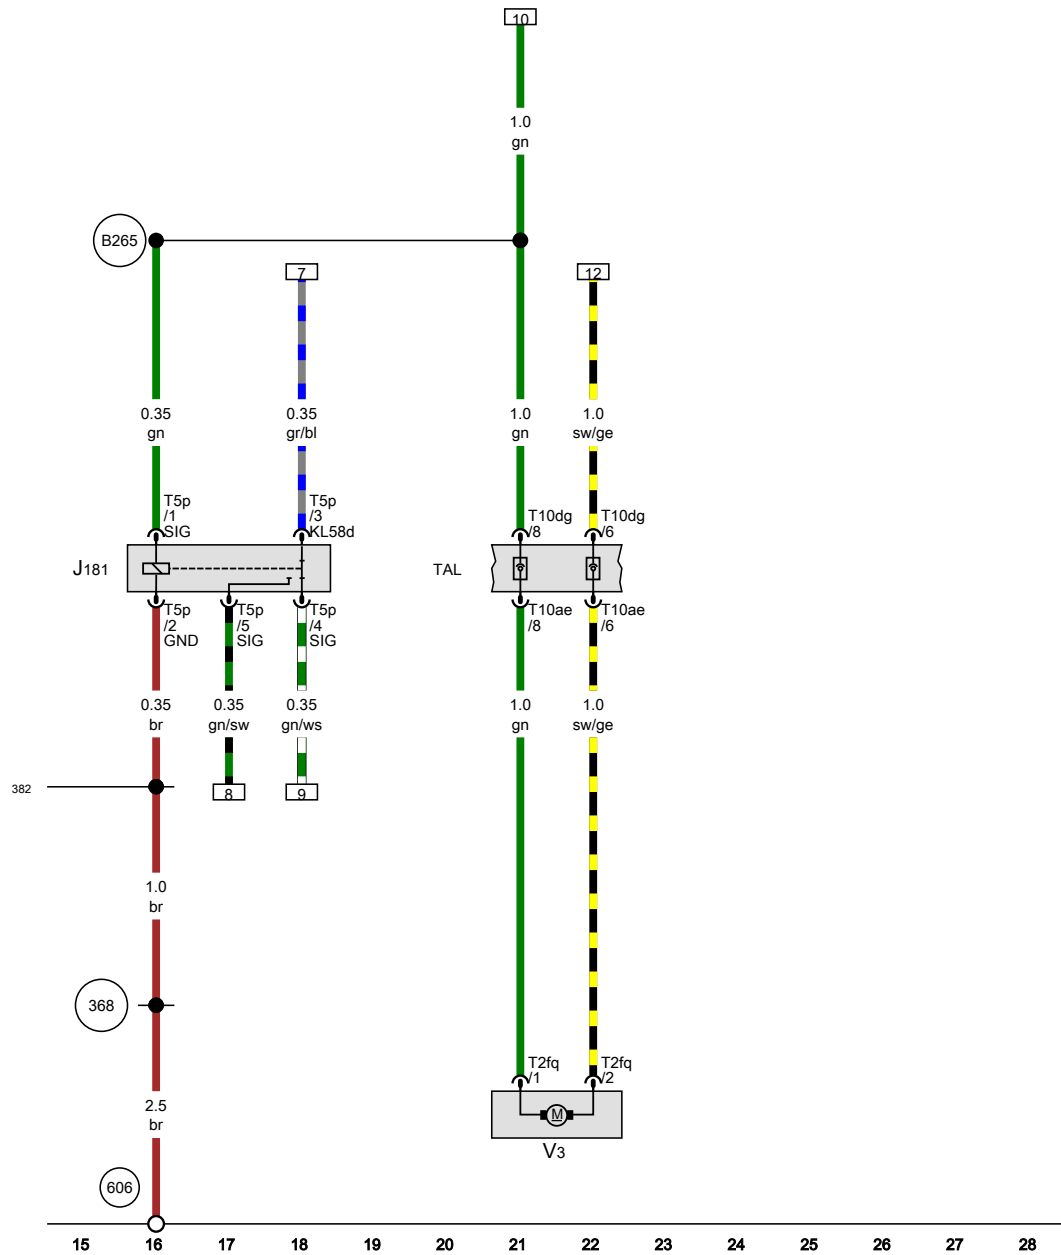 10
1.0
gn
B265
7
12
0.35
gn
0.35
gr/bl
1.0
gn
1.0
sw/ge
T5p
/1
SIG
T5p
/3
KL58d
T10dg
/8
T10dg
/6
J181
TAL
T5p
/2
GND
T5p
/5
SIG
T5p
/4
SIG
T10ae
/8
T10ae
/6
0.35
br
0.35
gn/sw
0.35
gn/ws
1.0
gn
1.0
sw/ge
382
8
9
1.0
br
368
T2fq
/1
T2fq
/2
2.5
br
M
V3
606
15 16 17 18 19 20 21 22 23 24 25 26 27 28